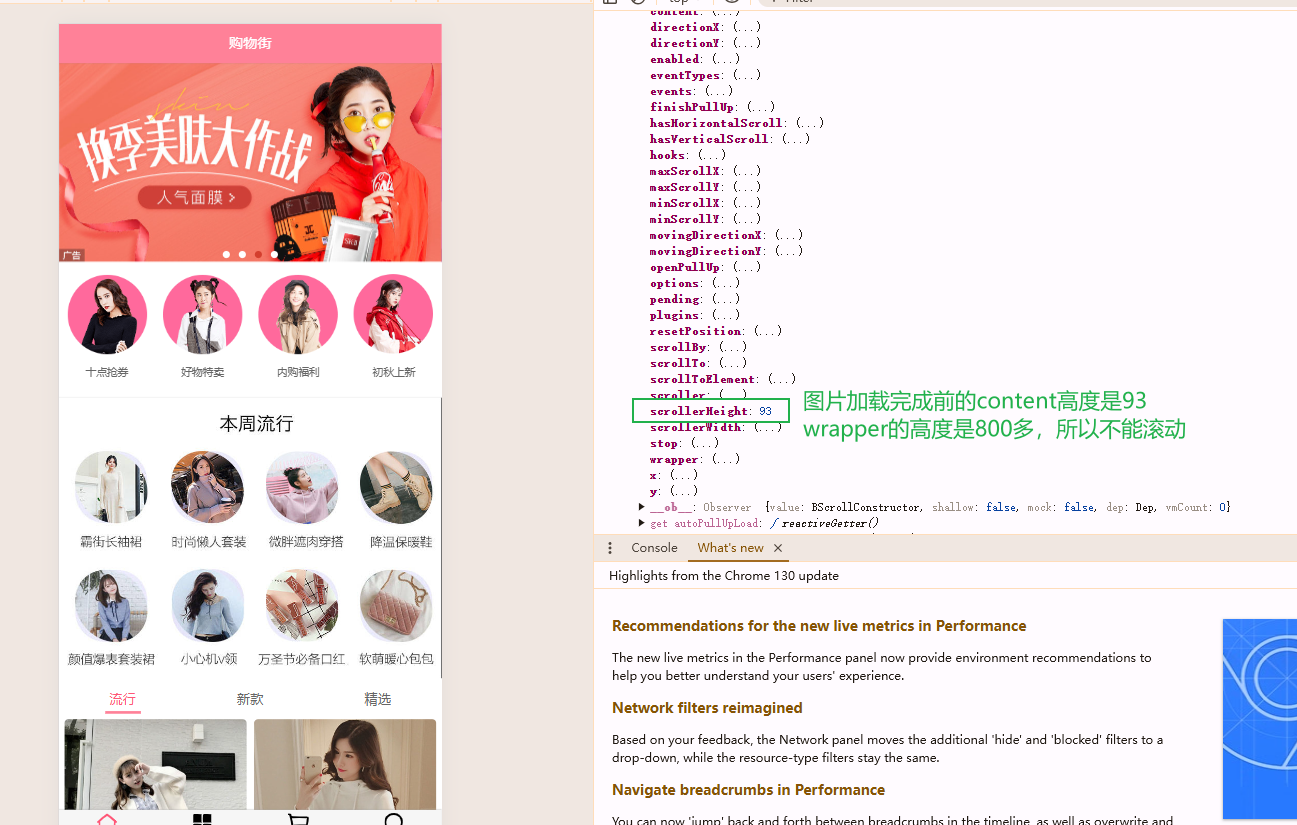 购物街
skin
换季美肤大作战
人气面膜 >
广告
十点抢券
好物特卖
内购福利
初秋上新
本周流行
霸街长袖裙
时尚懒人套装
微胖遮肉穿搭
降温保暖鞋
颜值爆表套装裙
小心机v领
万圣节必备口红
软萌暖心包包
流行
新款
精选
top
Filter
content: (...)
directionX: (...)
directionY: (...)
enabled: (...)
eventTypes: (...)
events: (...)
finishPullUp: (...)
hasHorizontalScroll: (...)
hasVerticalScroll: (...)
hooks: (...)
maxScrollX: (...)
maxScrollY: (...)
minScrollX: (...)
minScrollY: (...)
movingDirectionX: (...)
movingDirectionY: (...)
openPullUp: (...)
options: (...)
pending: (...)
plugins: (...)
resetPosition: (...)
scrollBy: (...)
scrollTo: (...)
scrollToElement: (...)
scroller: (...)
scrollerHeight: 93
scrollerWidth: (...)
stop: (...)
wrapper: (...)
x: (...)
y: (...)
__ob__: Observer {value: BScrollConstructor, shallow: false, mock: false, dep: Dep, vmCount: 0}
get autoPullUpLoad: ƒ reactiveGetter()
图片加载完成前的content高度是93
wrapper的高度是800多，所以不能滚动
Console
What's new
Highlights from the Chrome 130 update
Recommendations for the new live metrics in Performance
The new live metrics in the Performance panel now provide environment recommendations to
help you better understand your users' experience.
Network filters reimagined
Based on your feedback, the Network panel moves the additional 'hide' and 'blocked' filters to a
drop-down, while the resource-type filters stay the same.
Navigate breadcrumbs in Performance
You can now 'jump' back and forth between breadcrumbs in the timeline, as well as overwrite and